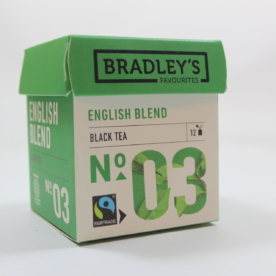 BRADLEY'S
FAVOURITES
ENGLISH BLEND
BLACK TEA
12
No 03
FAIRTRADE
ENGLISH
BLEND
No 03